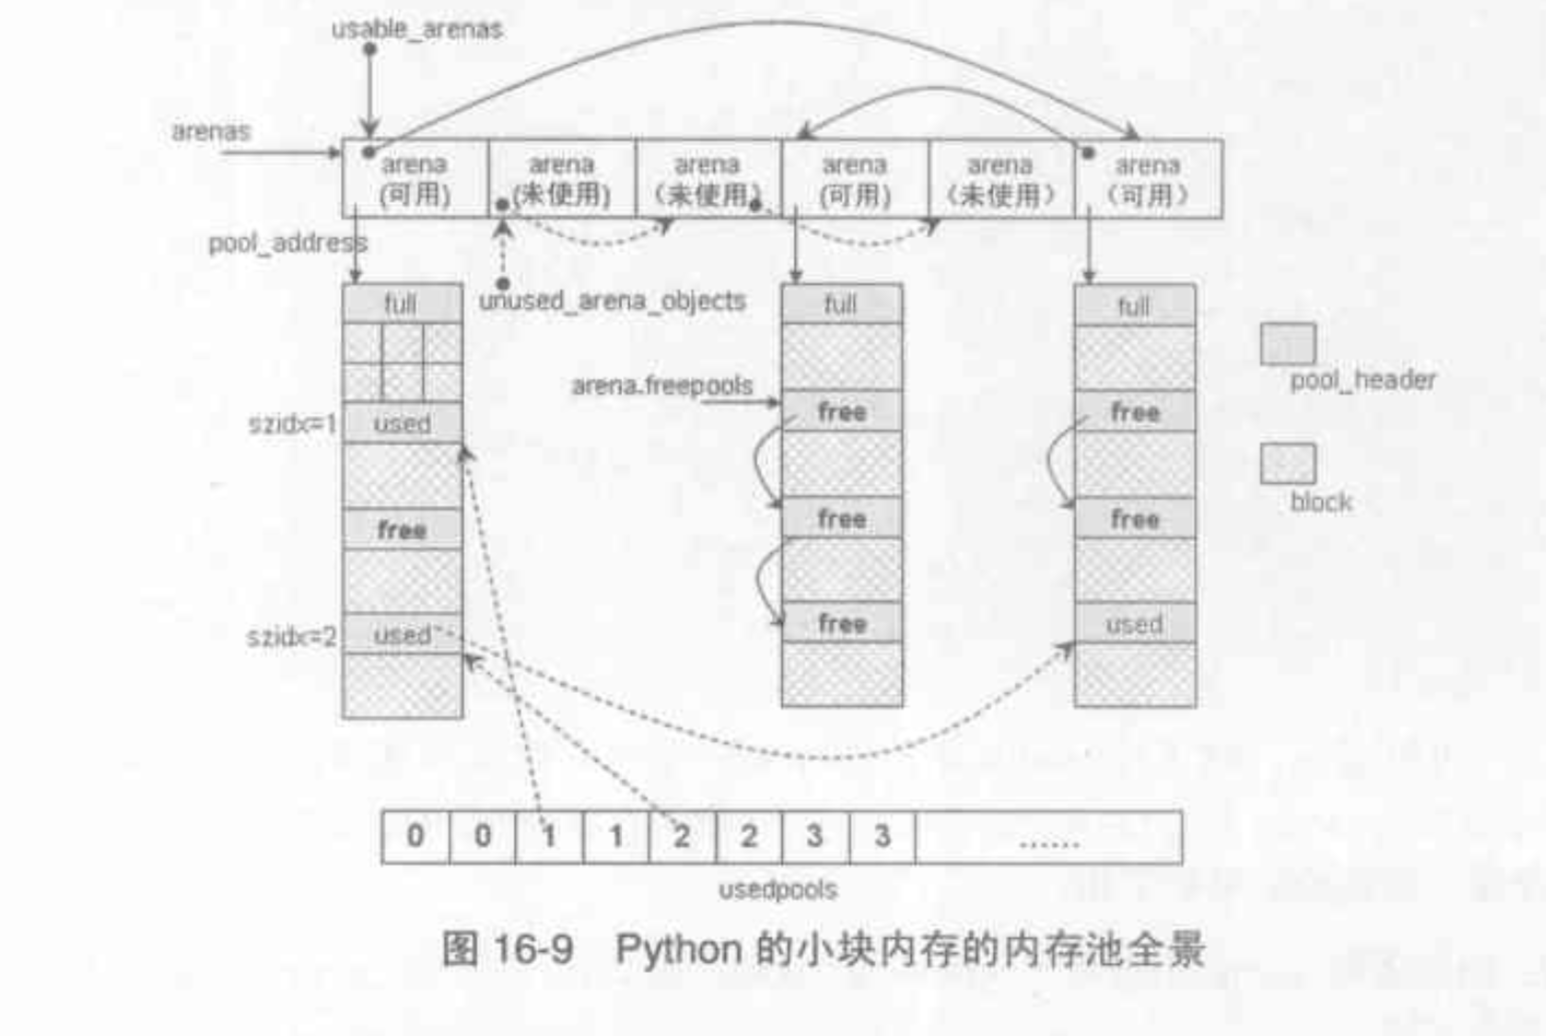 usable_arenas
arenas
arena
(可用)
arena
(未使用)
arena
（未使用）
arena
(可用)
arena
（未使用）
arena
（可用）
pool_address
unused_arena_objects
full
full
full
pool_header
arena.freepools
szidx=1
used
free
free
block
free
free
free
szidx=2
used
free
used
0 0 1 1 2 2 3 3 ......
usedpools
图 16-9 Python 的小块内存的内存池全景